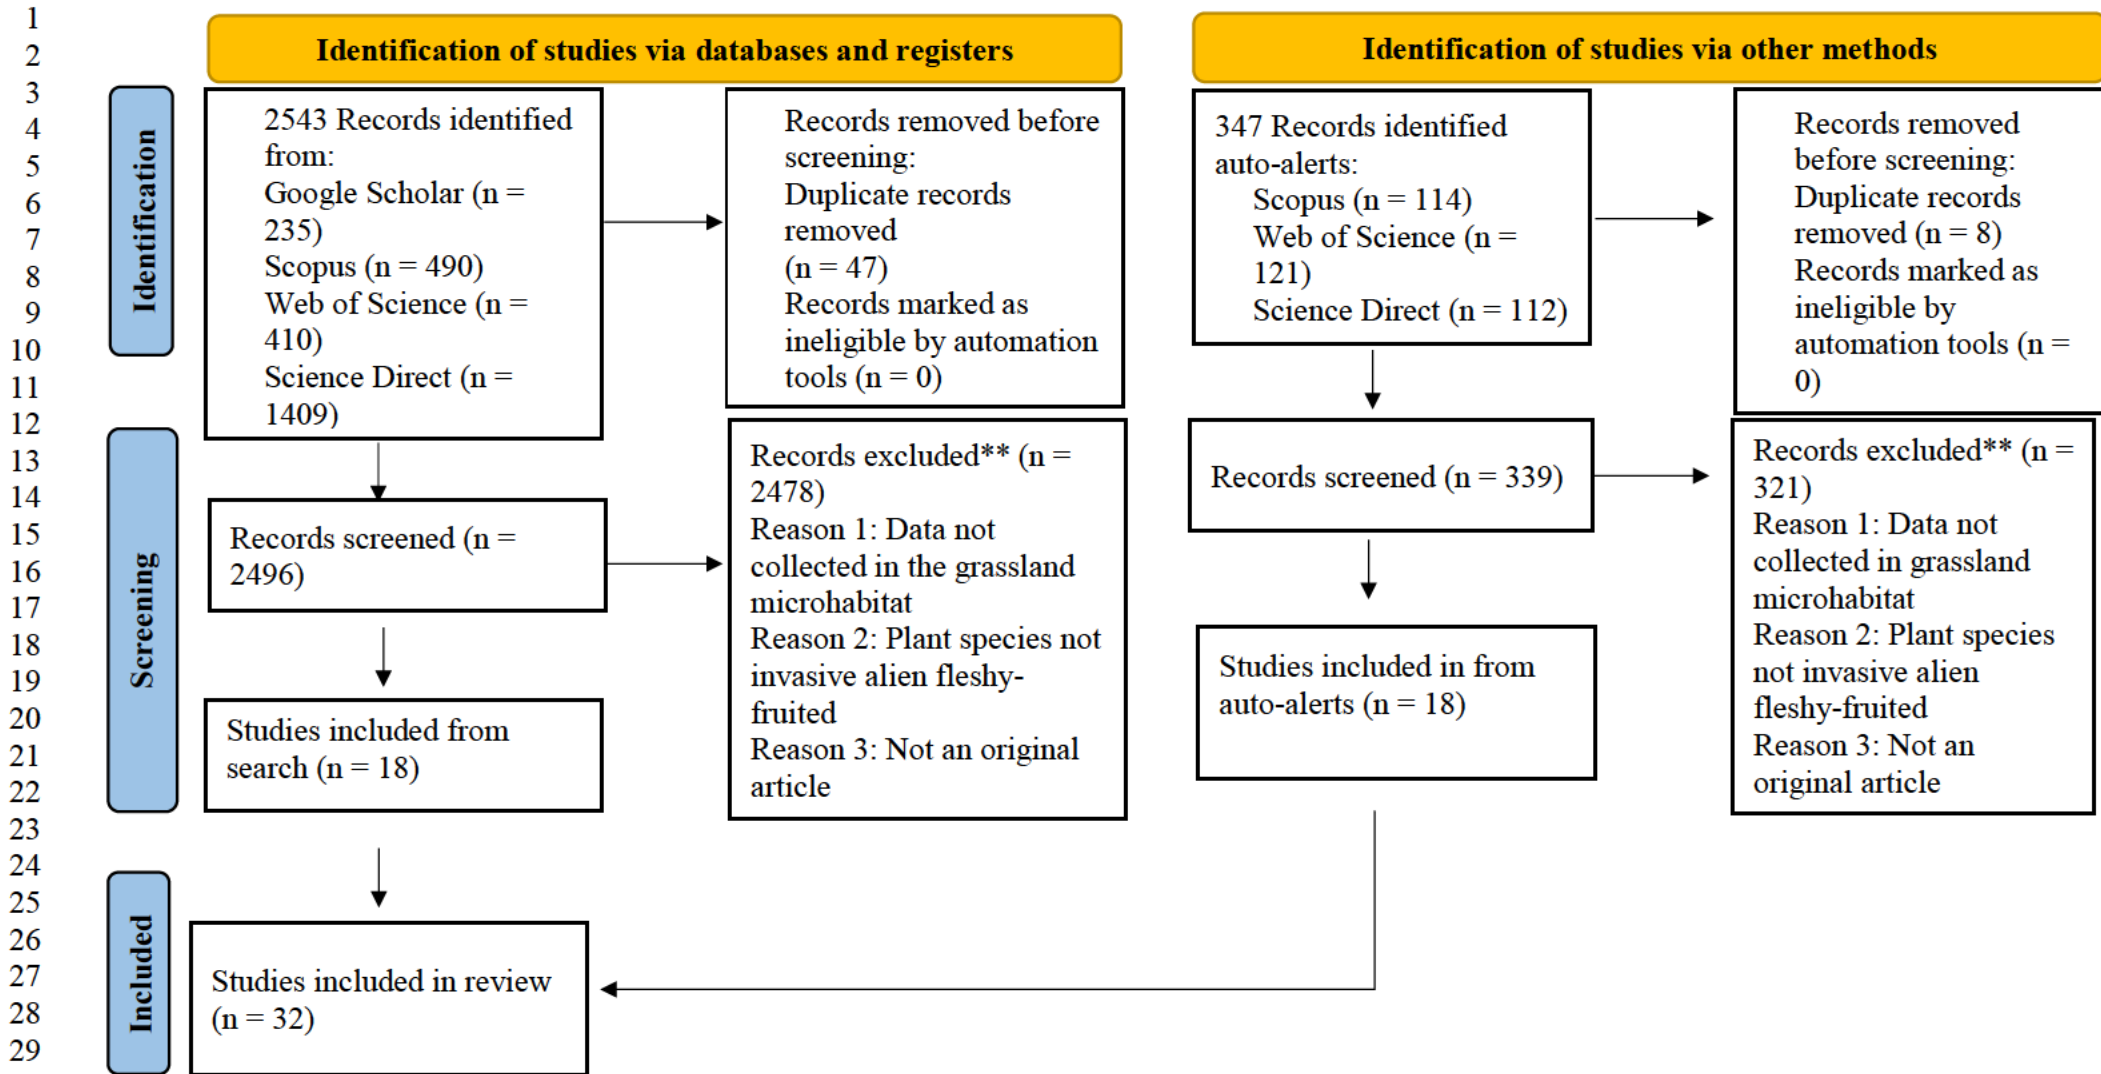 1
2
3
4
5
6
7
8
9
10
11
12
13
14
15
16
17
18
19
20
21
22
23
24
25
26
27
28
29
Identification of studies via databases and registers
Identification of studies via other methods
Identification
2543 Records identified
from:
Google Scholar (n =
235)
Scopus (n = 490)
Web of Science (n =
410)
Science Direct (n =
1409)
Records removed before
screening:
Duplicate records
removed
(n = 47)
Records marked as
ineligible by automation
tools (n = 0)
347 Records identified
auto-alerts:
Scopus (n = 114)
Web of Science (n =
121)
Science Direct (n = 112)
Records removed
before screening:
Duplicate records
removed (n = 8)
Records marked as
ineligible by
automation tools (n =
0)
Screening
Records screened (n =
2496)
Records excluded** (n =
2478)
Reason 1: Data not
collected in the grassland
microhabitat
Reason 2: Plant species not
invasive alien fleshy-
fruited
Reason 3: Not an original
article
Records screened (n = 339)
Records excluded** (n =
321)
Reason 1: Data not
collected in grassland
microhabitat
Reason 2: Plant species
not invasive alien
fleshy-fruited
Reason 3: Not an
original article
Studies included from
search (n = 18)
Studies included in from
auto-alerts (n = 18)
Included
Studies included in review
(n = 32)